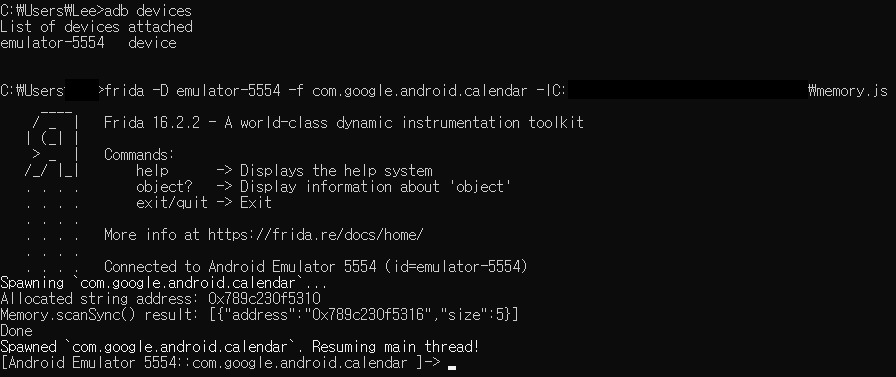 C:₩Users₩Lee>adb devices
List of devices attached
emulator-5554   device
C:₩Users >frida -D emulator-5554 -f com.google.android.calendar -lC: ₩memory.js
     ____
    / _  |   Frida 16.2.2 - A world-class dynamic instrumentation toolkit
   | (_| |
    > _  |   Commands:
   /_/ |_|       help      -> Displays the help system
   . . . .       object?   -> Display information about 'object'
   . . . .       exit/quit -> Exit
   . . . .
   . . . .   More info at https://frida.re/docs/home/
   . . . .
   . . . .   Connected to Android Emulator 5554 (id=emulator-5554)
Spawning `com.google.android.calendar`...
Allocated string address: 0x789c230f5310
Memory.scanSync() result: [{"address":"0x789c230f5316","size":5}]
Done
Spawned `com.google.android.calendar`. Resuming main thread!
[Android Emulator 5554::com.google.android.calendar ]->